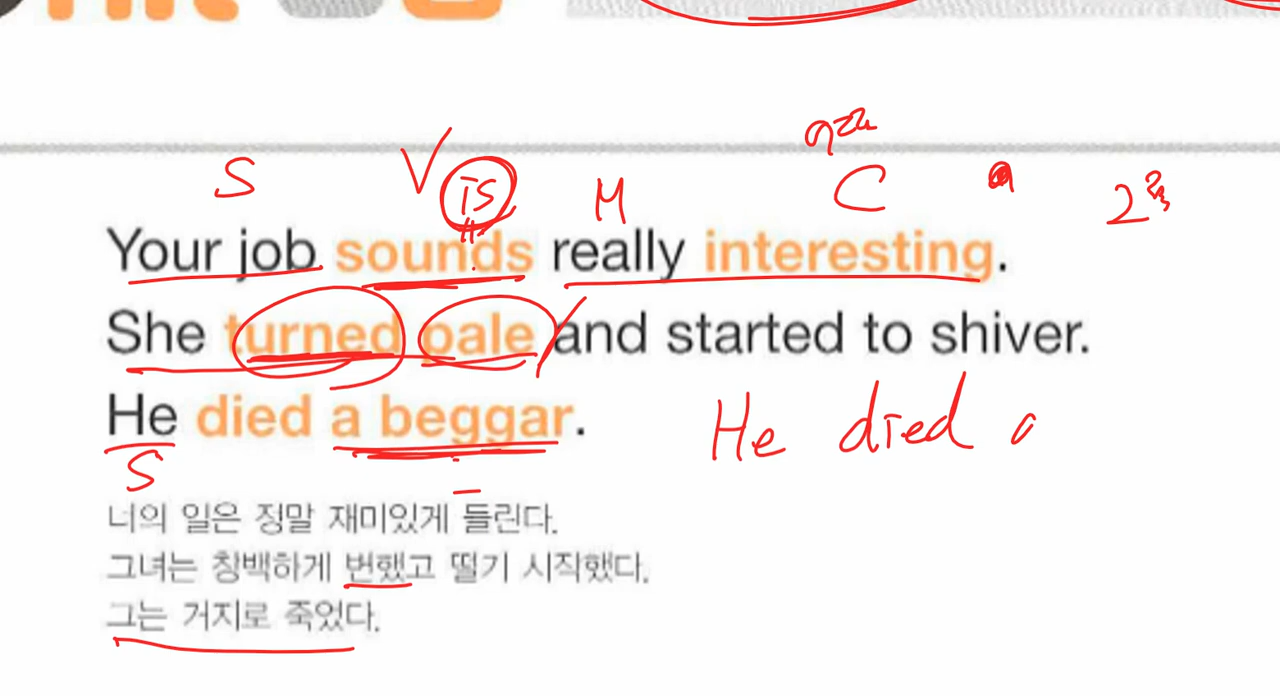 S V is M C 2형
Your job sounds really interesting.
She turned pale and started to shiver.
He died a beggar. He died a
S
너의 일은 정말 재미있게 들린다.
그녀는 창백하게 변했고 떨기 시작했다.
그는 거지로 죽었다.